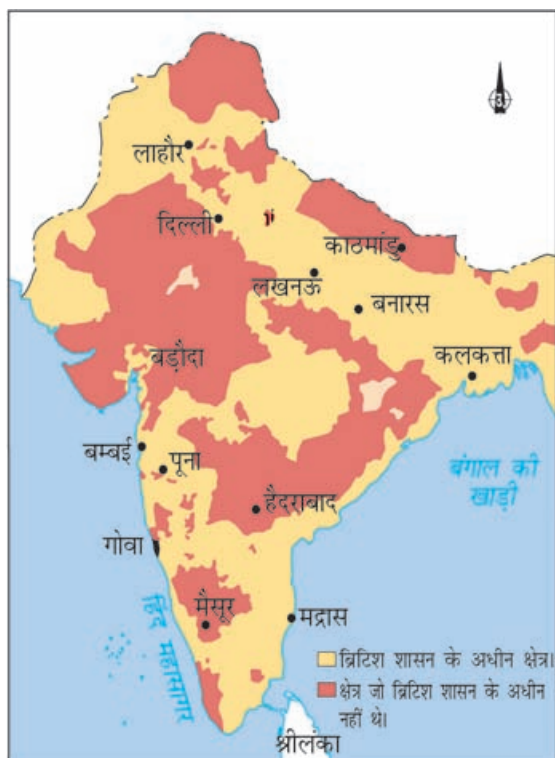 उ
लाहौर
दिल्ली
काठमांडु
लखनऊ
बनारस
बड़ौदा
कलकत्ता
बम्बई
पूना
बंगाल की
खाड़ी
हैदराबाद
गोवा
मैसूर
मद्रास
हिंद महासागर
ब्रिटिश शासन के अधीन क्षेत्र।
क्षेत्र जो ब्रिटिश शासन के अधीन
नहीं थे।
श्रीलंका